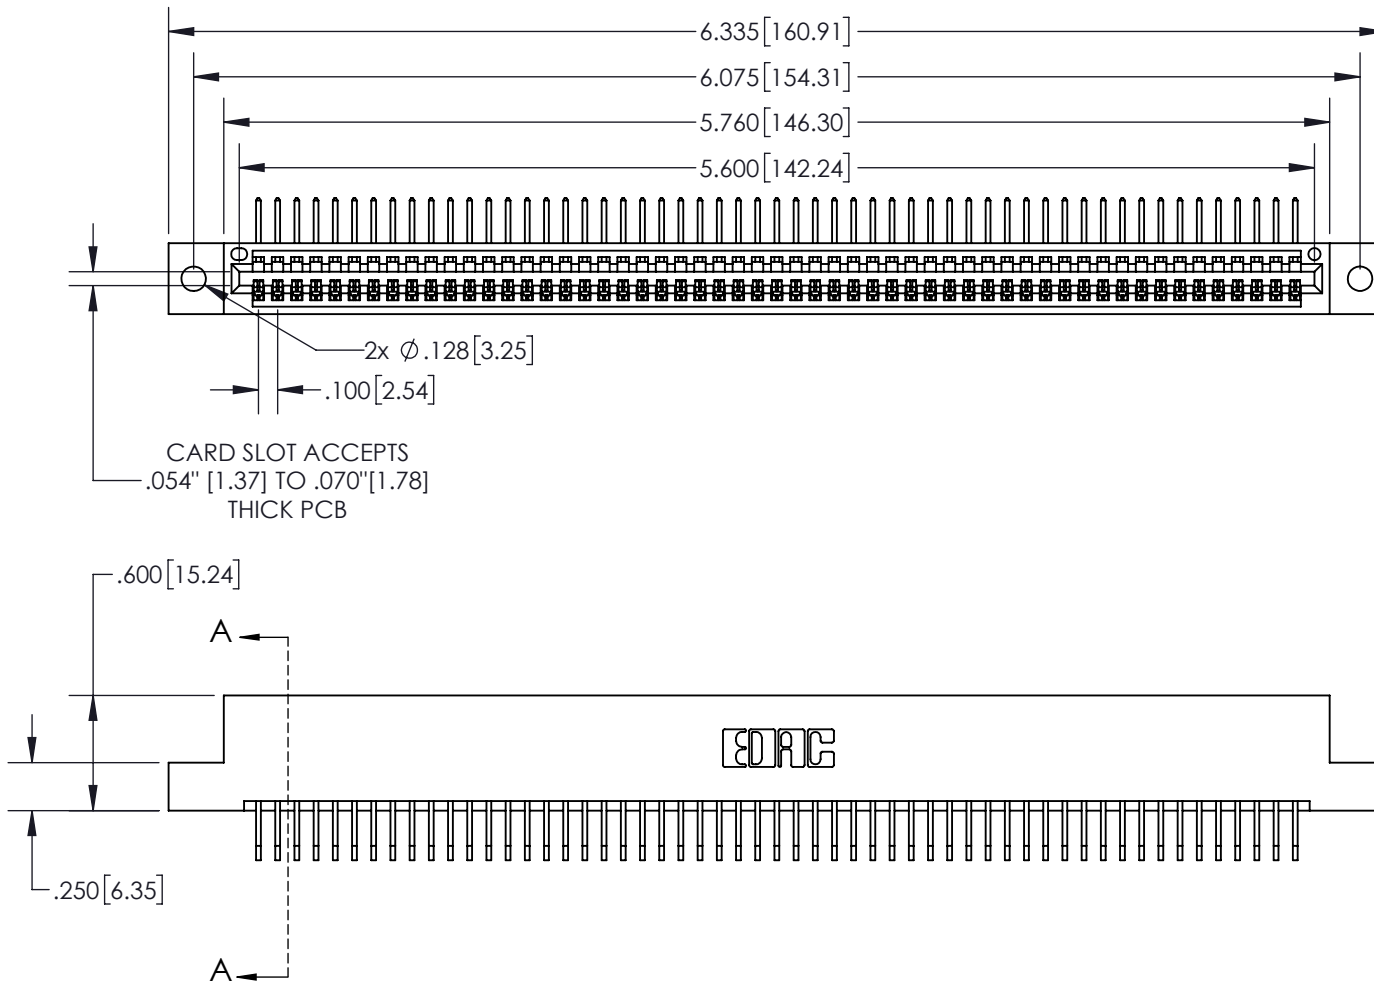 6.335[160.91]
6.075[154.31]
5.760[146.30]
5.600[142.24]
2x Ø.128[3.25]
.100[2.54]
CARD SLOT ACCEPTS
.054" [1.37] TO .070"[1.78]
THICK PCB
.600[15.24]
A
EDAC
.250[6.35]
A